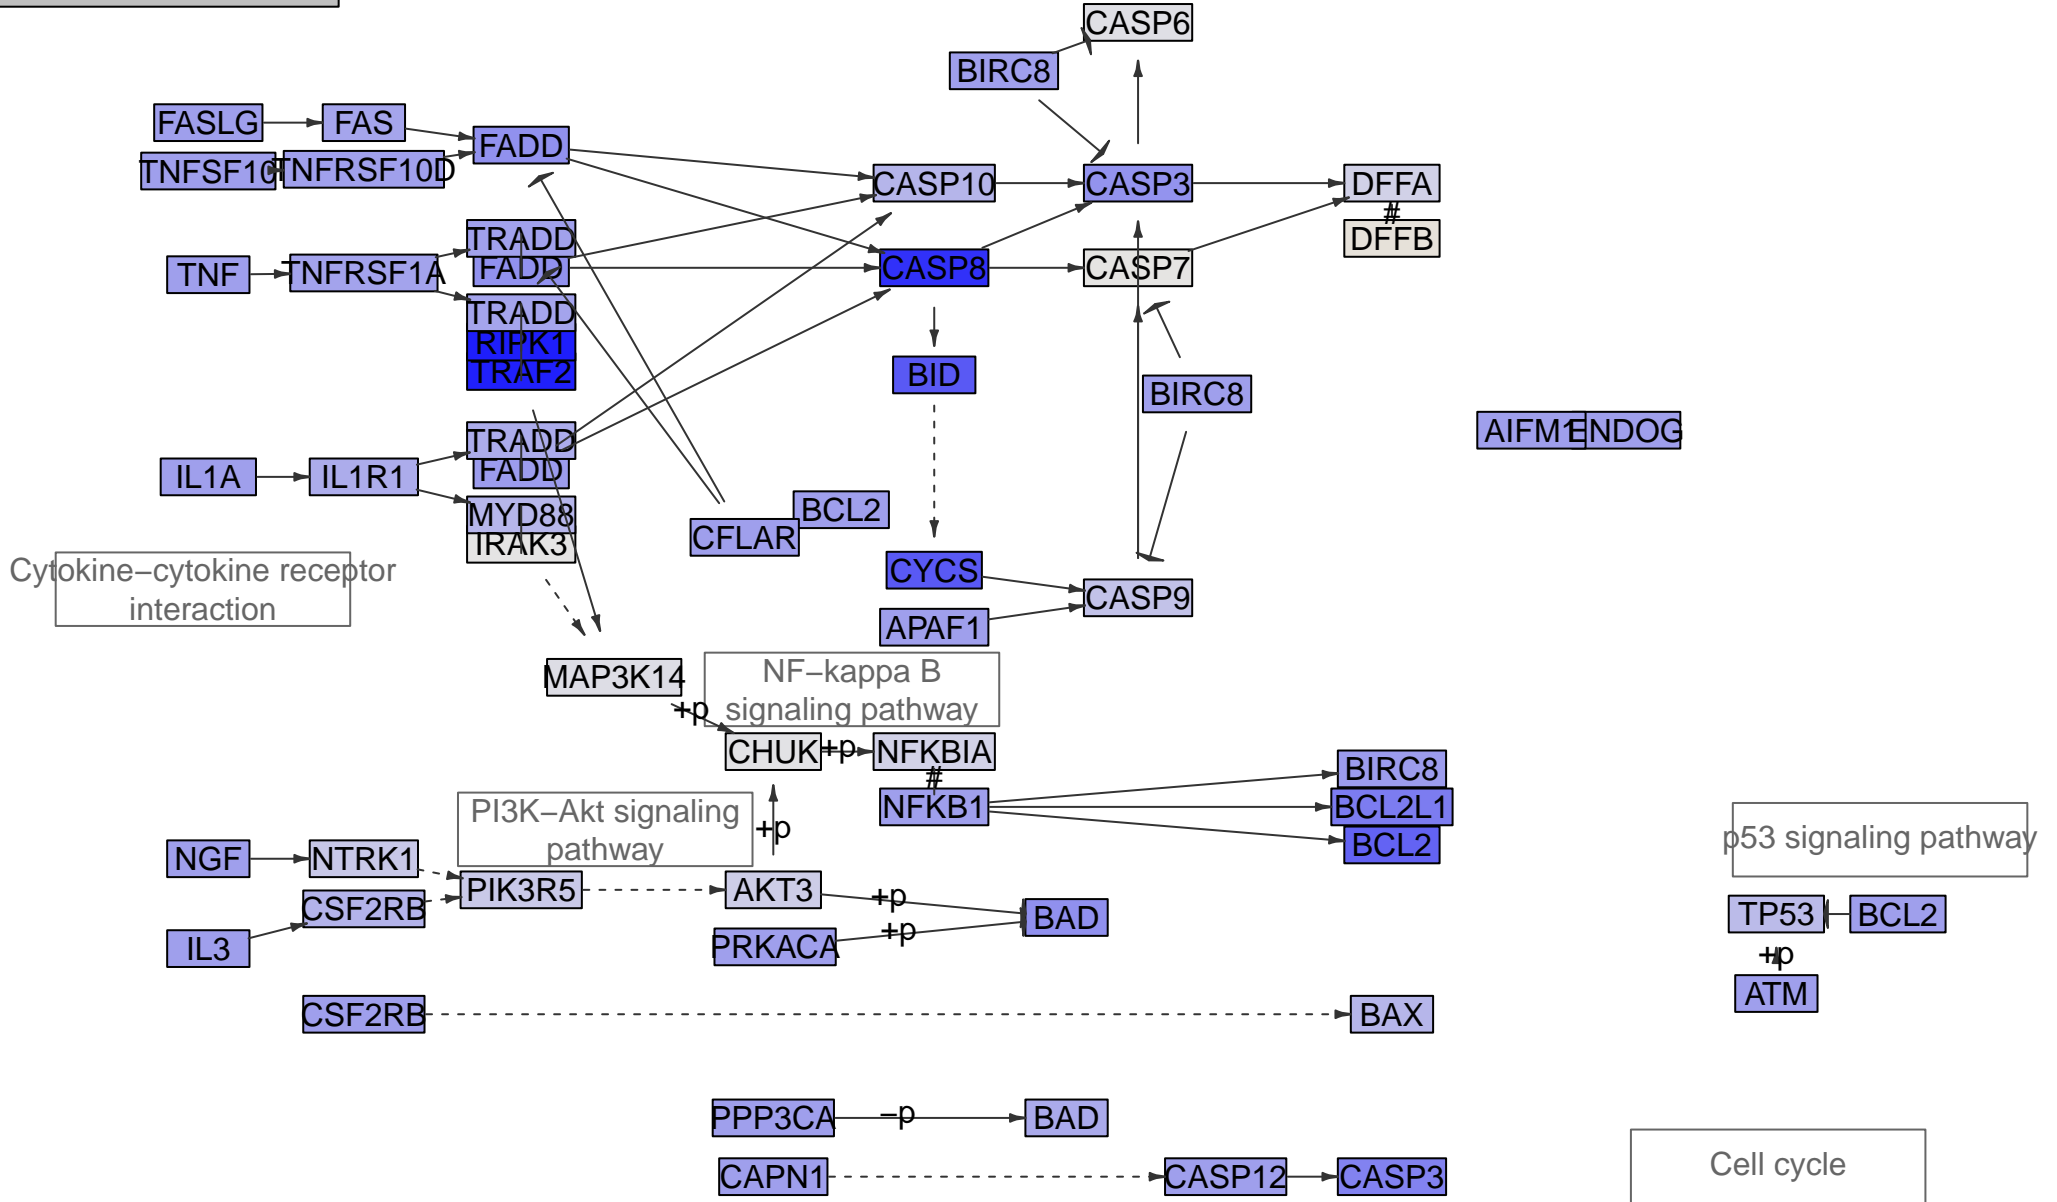 CASP6
BIRC8
FASLG
FAS
FADD
TNFSF10
TNFRSF10D
CASP10
CASP3
DFFA
#
DFFB
TRADD
FADD
TNF
TNFRSF1A
CASP8
CASP7
TRADD
RIPK1
TRAF2
BID
BIRC8
AIFM1
ENDOG
TRADD
FADD
IL1A
IL1R1
MYD88
IRAK3
BCL2
CFLAR
Cytokine−cytokine receptor
interaction
CYCS
CASP9
APAF1
MAP3K14
NF−kappa B
signaling pathway
+p
CHUK
+p
NFKBIA
#
NFKB1
BIRC8
BCL2L1
BCL2
PI3K−Akt signaling
pathway
+p
p53 signaling pathway
NGF
NTRK1
CSF2RB
IL3
PIK3R5
AKT3
+p
BAD
PRKACA
+p
TP53
BCL2
+p
ATM
CSF2RB
BAX
PPP3CA
−p
BAD
CAPN1
CASP12
CASP3
Cell cycle